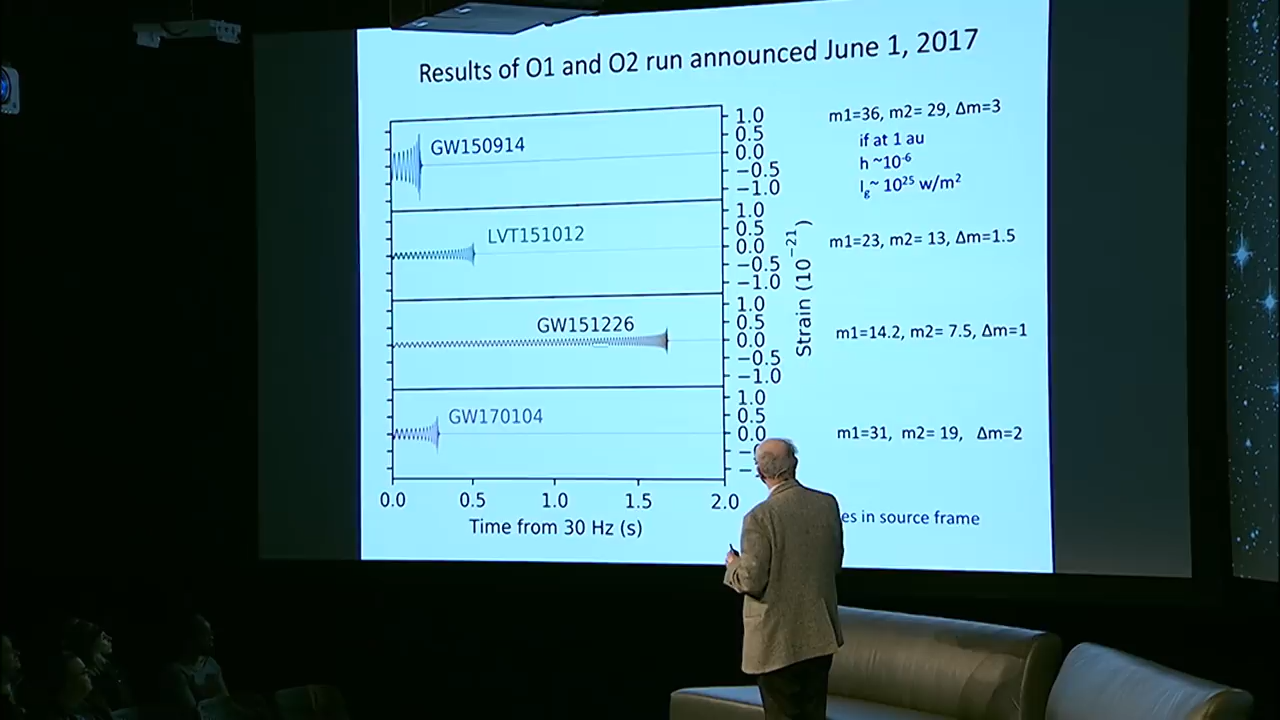 Results of O1 and O2 run announced June 1, 2017
GW150914
1.0
0.5
0.0
−0.5
−1.0
m1=36, m2= 29, Δm=3
if at 1 au
h ~10⁻⁶
Ig~ 10²⁵ w/m²
LVT151012
1.0
0.5
0.0
−0.5
−1.0
m1=23, m2= 13, Δm=1.5
Strain (10⁻²¹)
GW151226
1.0
0.5
0.0
−0.5
−1.0
m1=14.2, m2= 7.5, Δm=1
GW170104
1.0
0.5
0.0
m1=31, m2= 19, Δm=2
0.0 0.5 1.0 1.5 2.0
Time from 30 Hz (s)
in source frame